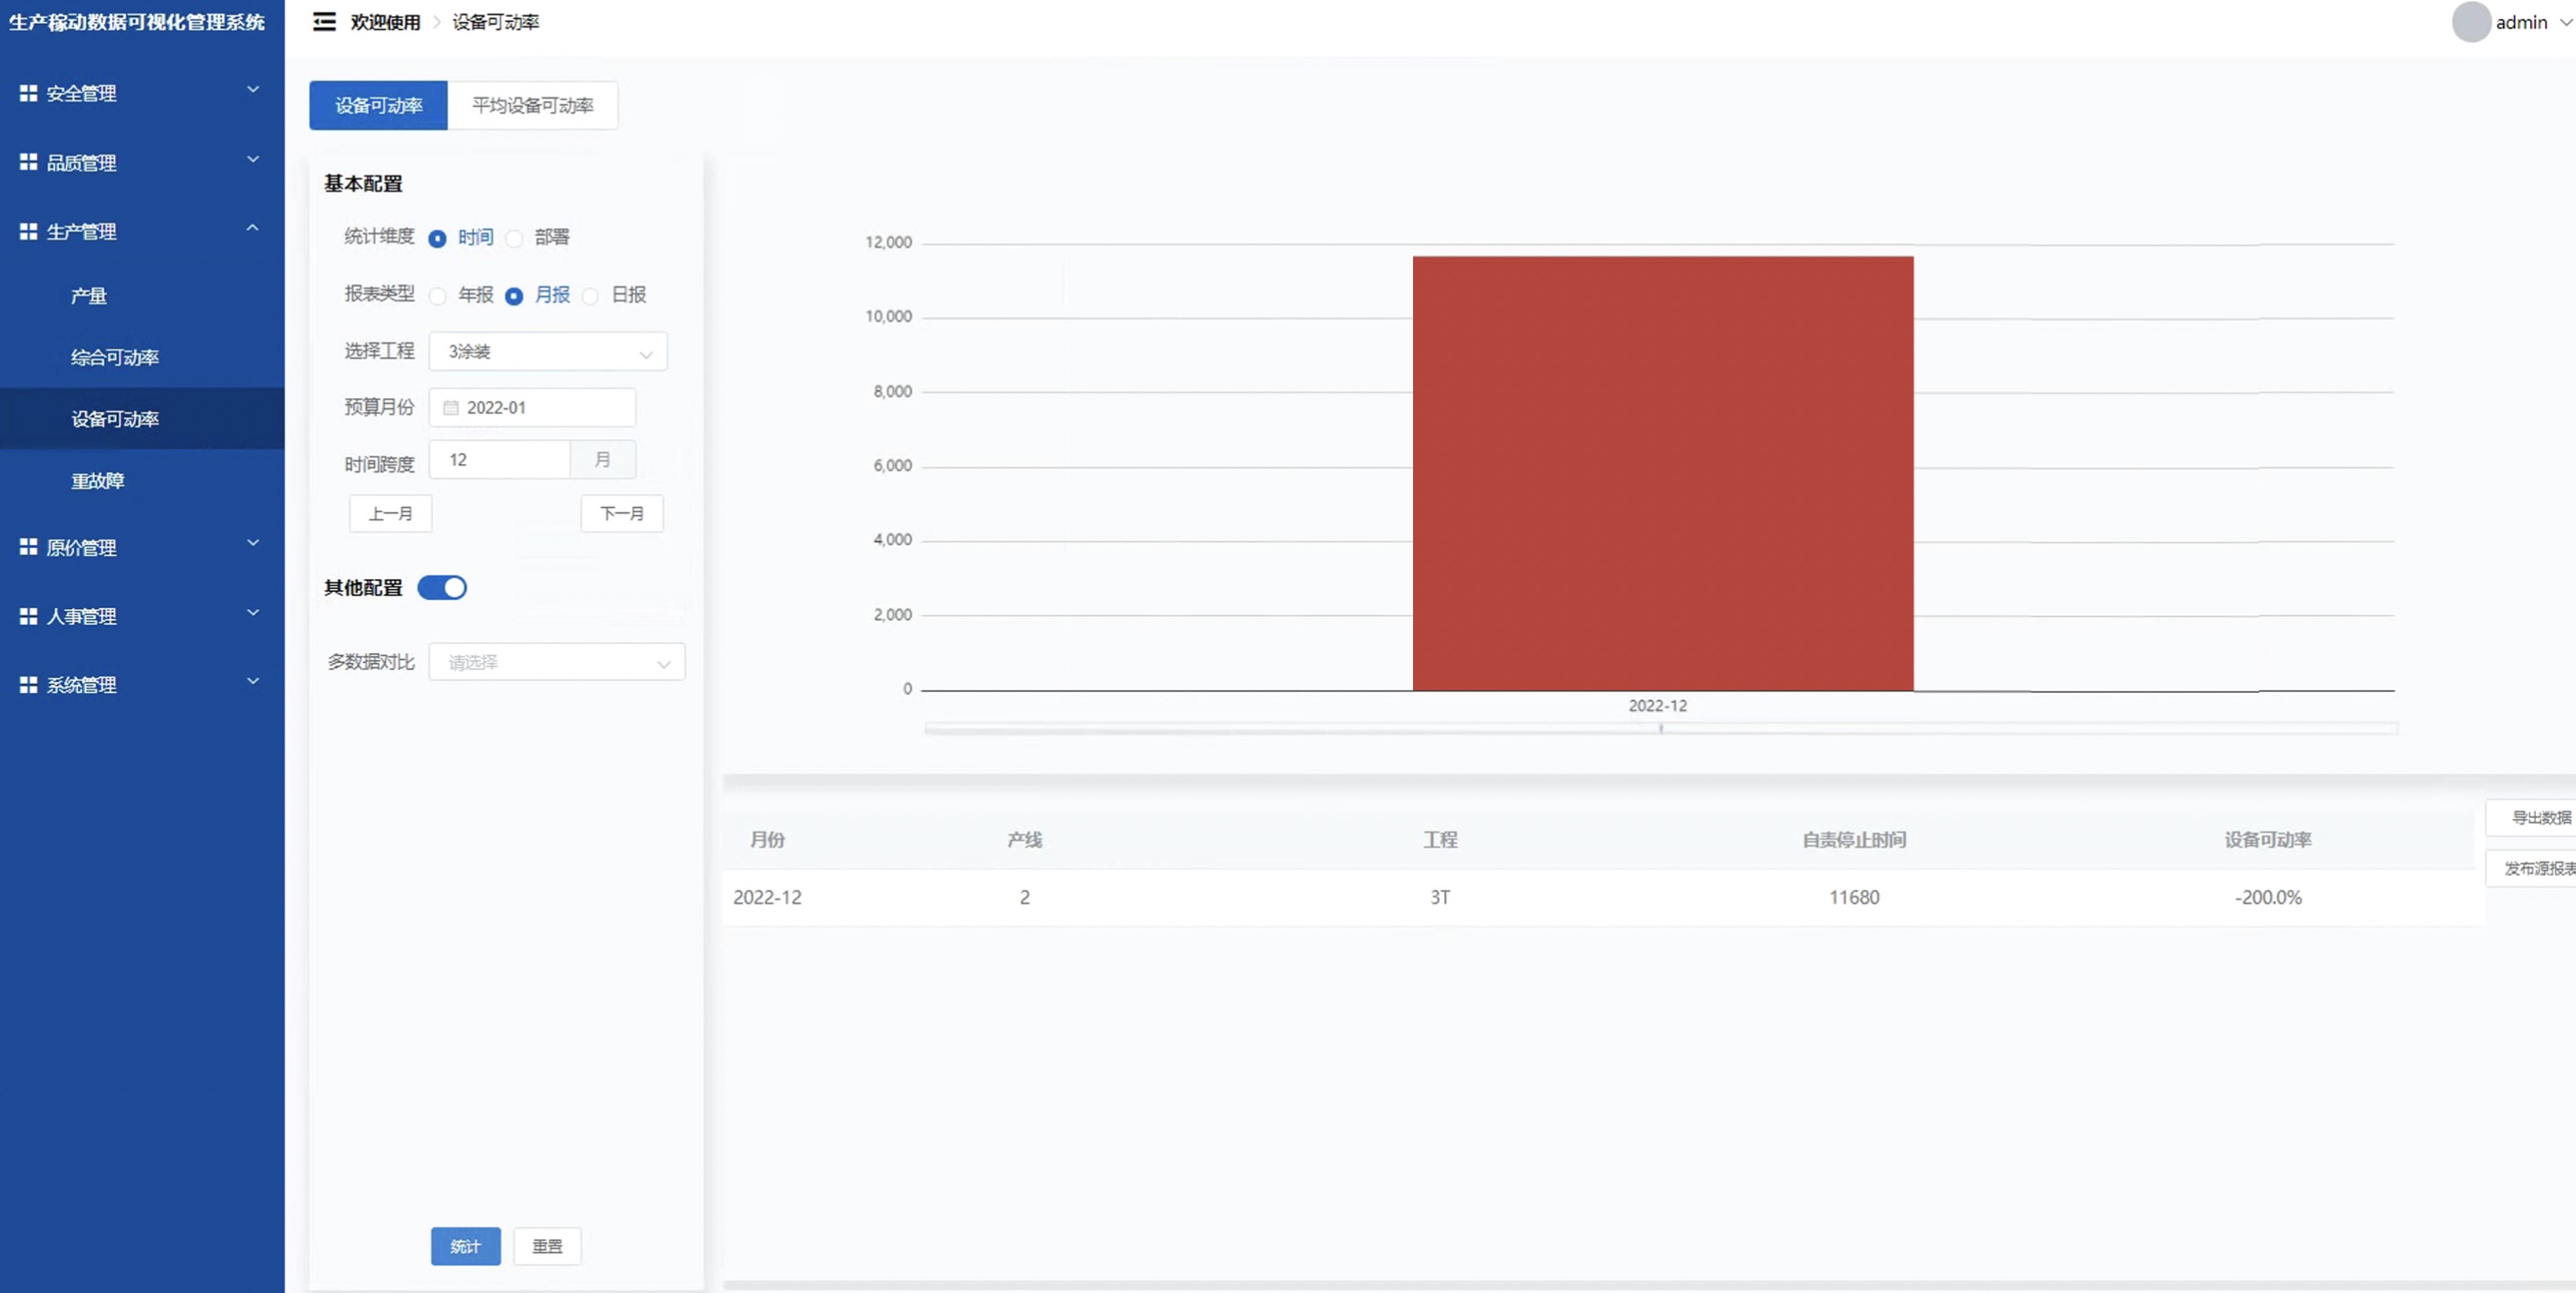 生产稼动数据可视化管理系统
欢迎使用 > 设备可动率
admin
安全管理
品质管理
生产管理
产量
综合可动率
设备可动率
重故障
原价管理
人事管理
系统管理
设备可动率 平均设备可动率
基本配置
统计维度 时间 部署
报表类型 年报 月报 日报
选择工程 3涂装
预算月份 2022-01
时间跨度 12 月
上一月 下一月
其他配置
多数据对比 请选择
统计 重置
12,000
10,000
8,000
6,000
4,000
2,000
0
2022-12
月份 产线 工程 自责停止时间 设备可动率
2022-12 2 3T 11680 -200.0%
导出数据
发布源报表